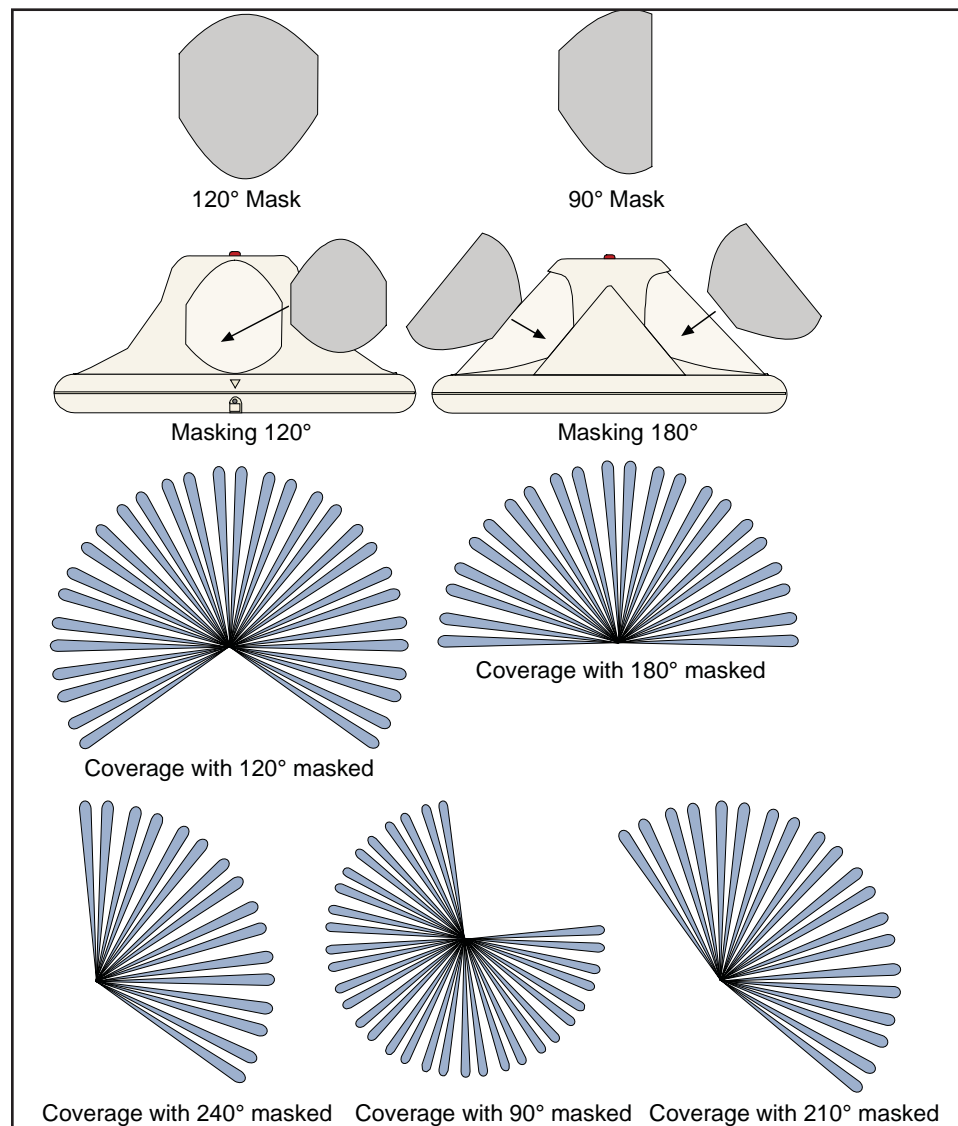 120° Mask
90° Mask
Masking 120°
Masking 180°
Coverage with 180° masked
Coverage with 120° masked
Coverage with 240° masked
Coverage with 90° masked
Coverage with 210° masked